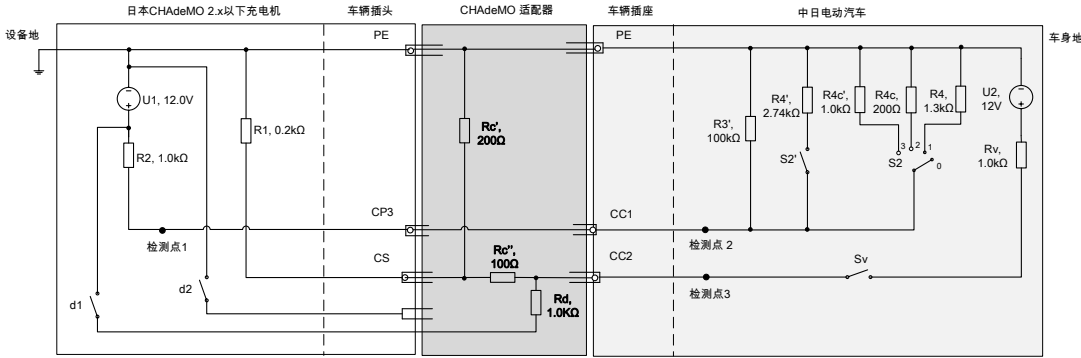 日本CHAdeMO 2.x以下充电机
车辆插头
CHAdeMO 适配器
车辆插座
中日电动汽车
设备地
PE
PE
车身地
U1, 12.0V
R1, 0.2kΩ
R2, 1.0kΩ
Rc',
200Ω
R3',
100kΩ
R4',
2.74kΩ
R4c',
1.0kΩ
R4c,
200Ω
R4,
1.3kΩ
U2,
12V
Rv,
1.0kΩ
S2'
S2
3
2
1
0
CP3
CC1
检测点1
检测点 2
CS
Rc'',
100Ω
CC2
Sv
检测点3
d1
d2
Rd,
1.0KΩ